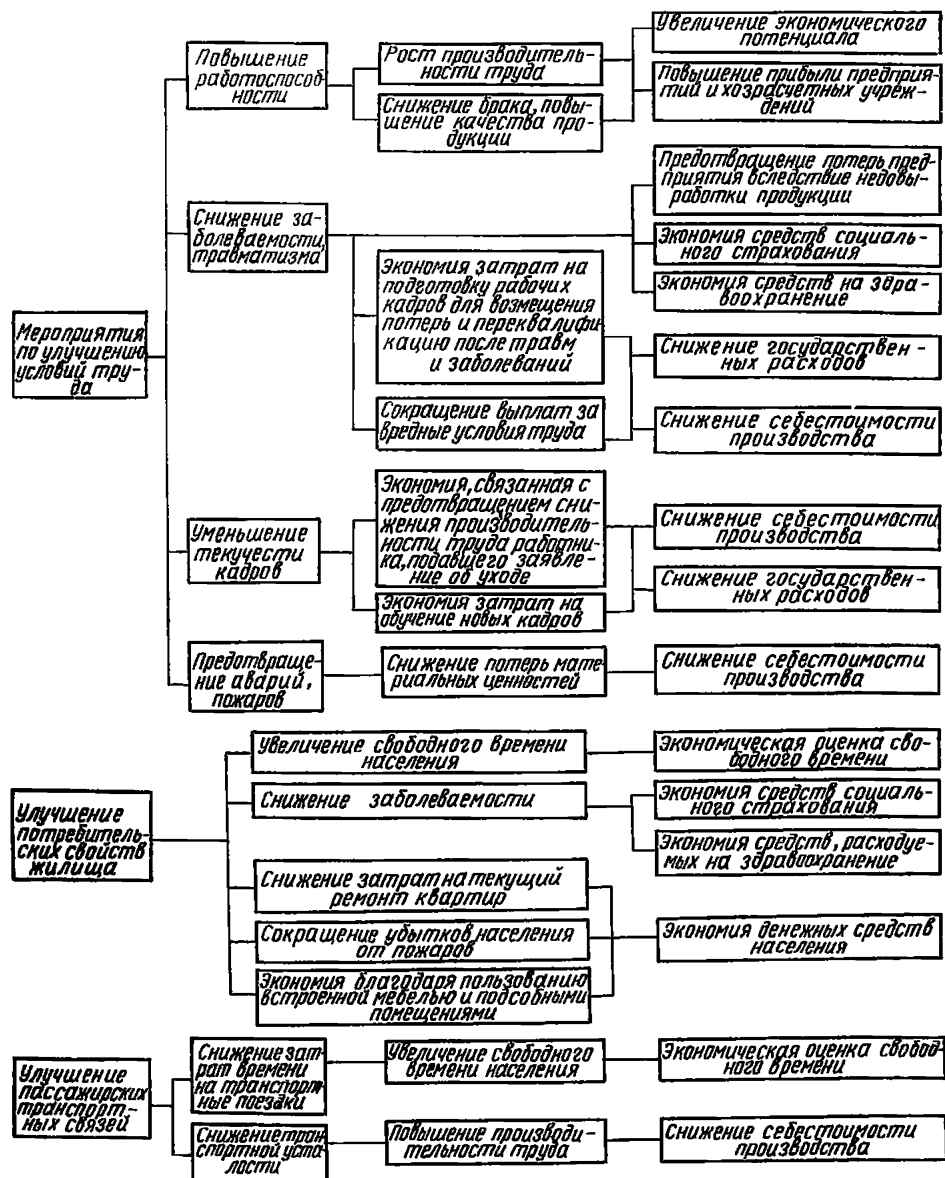 Повышение
работоспособ-
ности
Рост производитель-
ности труда
Увеличение экономического
потенциала
Снижение брака, повы-
шение качества про-
дукции
Повышение прибыли предприя-
тий и хозрасчетных учреж-
дений
Мероприятия
по улучшению
условий тру-
да
Снижение за-
болеваемости,
травматизма
Предотвращение потерь пред-
приятия вследствие недовы-
работки продукции
Экономия средств социаль-
ного страхования
Экономия средств на здра-
воохранение
Экономия затрат на
подготовку рабочих
кадров для возмещения
потерь и переквалифи
кацию после травм
и заболеваний
Снижение государствен-
ных расходов
Сокращение выплат за
вредные условия труда
Снижение себестоимости
производства
Уменьшение
текучести
кадров
Экономия, связанная с
предотвращением сни-
жения производитель-
ности труда работни-
ка, подавшего заявле-
ние об уходе
Снижение себестоимости
производства
Экономия затрат на
обучение новых кадров
Снижение государствен-
ных расходов
Предотвраще-
ние аварий,
пожаров
Снижение потерь мате-
риальных ценностей
Снижение себестоимости
производства
Улучшение
потребитель-
ских свойств
жилища
Увеличение свободного времени
населения
Экономическая оценка сво-
бодного времени
Снижение заболеваемости
Экономия средств социаль-
ного страхования
Экономия средств, расходуе-
мых на здравоохранение
Снижение затрат на текущий
ремонт квартир
Сокращение убытков населения
от пожаров
Экономия денежных средств
населения
Экономия благодаря пользованию
встроенной мебелью и подсобными
помещениями
Улучшение
пассажирских
транспорт-
ных связей
Снижение зат
рат времени
на транспорт
ные поездки
Увеличение свободного
времени населения
Экономическая оценка свобод-
ного времени
Снижение тран
спортной уста
лости
Повышение производи-
тельности труда
Снижение себестоимости
производства